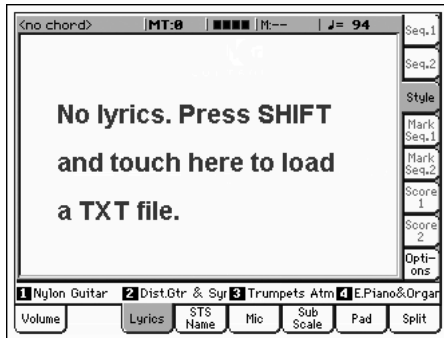 <no chord> MT:0 M:-- ♩= 94
Seq.1
Seq.2
Style
Mark
Seq.1
Mark
Seq.2
Score
1
Score
2
Opti-
ons
No lyrics. Press SHIFT
and touch here to load
a TXT file.
1 Nylon Guitar 2 Dist.Gtr & Syr 3 Trumpets Atm 4 E.Piano&Organ
Volume Lyrics STS Name Mic Sub Scale Pad Split